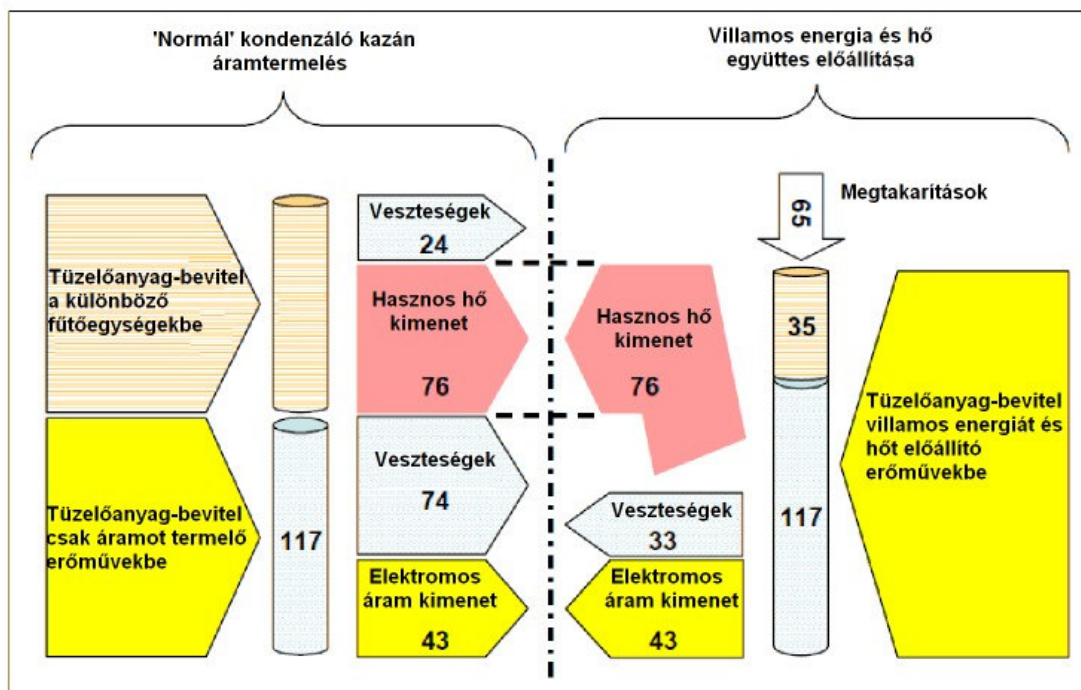 'Normál' kondenzáló kazán
áramtermelés
Villamos energia és hő
együttes előállítása
Tüzelőanyag-bevitel
a különböző
fűtőegységekbe
Veszteségek
24
Hasznos hő
kimenet
76
Tüzelőanyag-bevitel
csak áramot termelő
erőművekbe
117
Veszteségek
74
Elektromos
áram kimenet
43
65
Megtakarítások
Hasznos hő
kimenet
76
35
Tüzelőanyag-bevitel
villamos energiát és
hőt előállító
erőművekbe
117
Veszteségek
33
Elektromos
áram kimenet
43